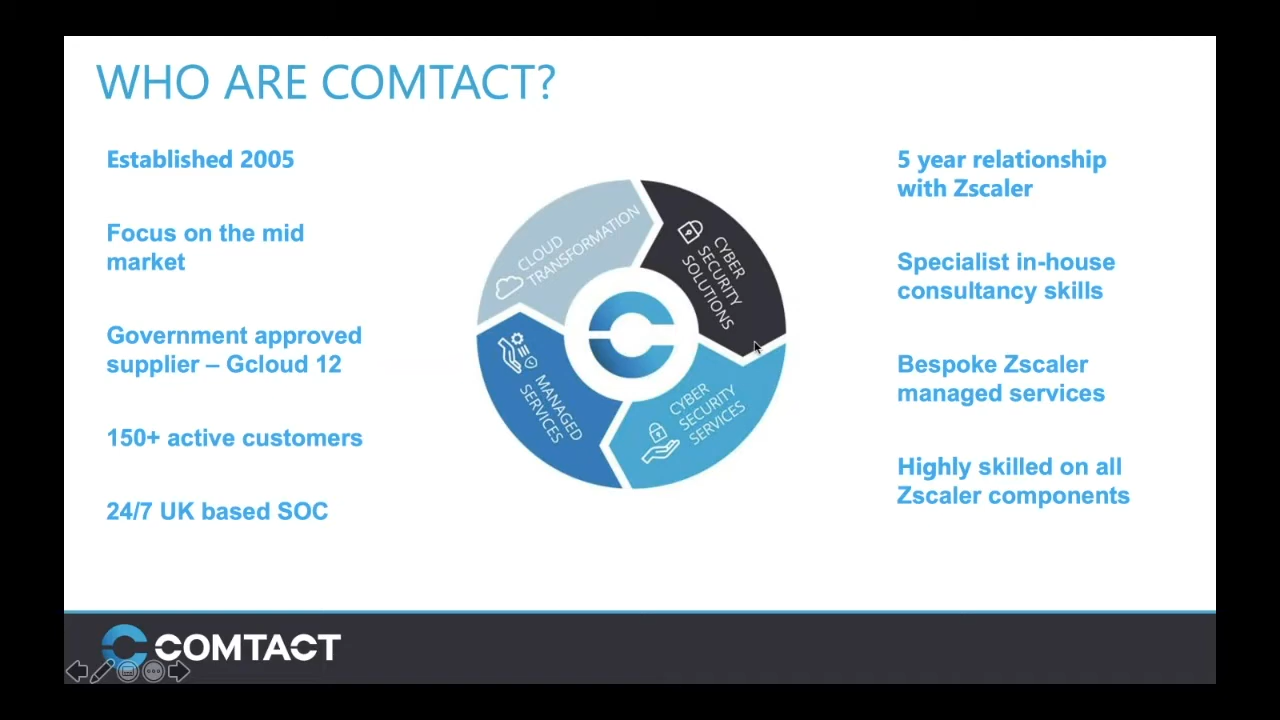 WHO ARE COMTACT?
Established 2005
Focus on the mid
market
Government approved
supplier – Gcloud 12
150+ active customers
24/7 UK based SOC
CLOUD
TRANSFORMATION
CYBER
SECURITY
SOLUTIONS
MANAGED
SERVICES
CYBER
SECURITY
SERVICES
5 year relationship
with Zscaler
Specialist in-house
consultancy skills
Bespoke Zscaler
managed services
Highly skilled on all
Zscaler components
COMTACT